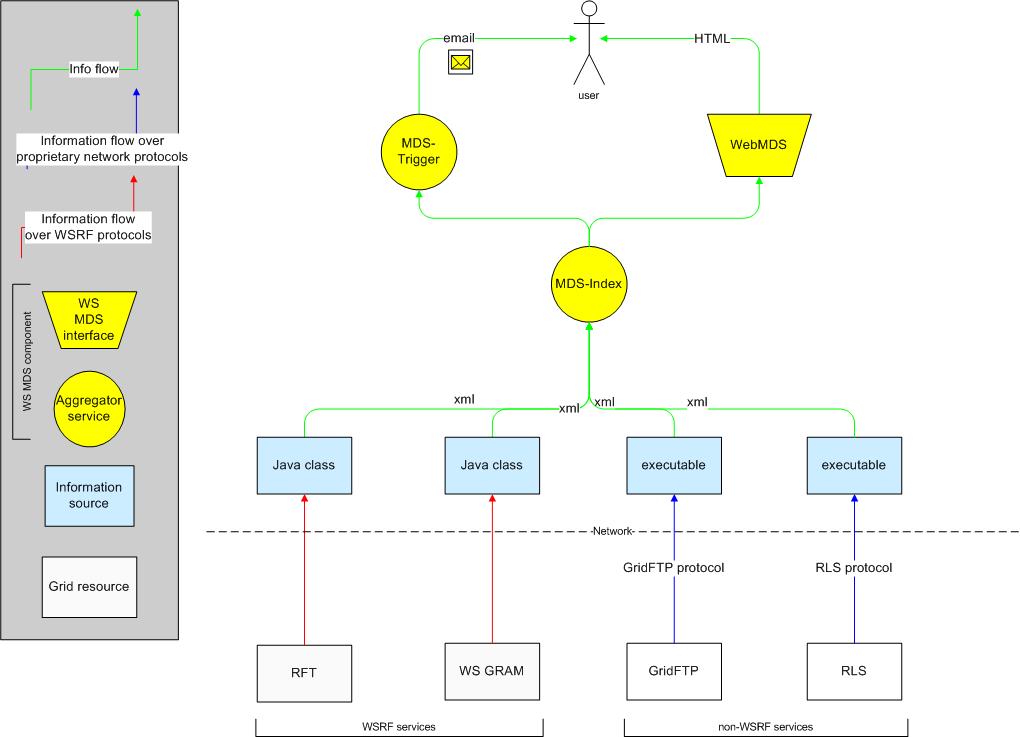 Info flow
Information flow over
proprietary network protocols
Information flow
over WSRF protocols
WS MDS component
WS
MDS
interface
Aggregator
service
Information
source
Grid resource
email
HTML
user
MDS-
Trigger
WebMDS
MDS-Index
xml
xml
xml
xml
Java class
Java class
executable
executable
Network
GridFTP protocol
RLS protocol
RFT
WS GRAM
GridFTP
RLS
WSRF services
non-WSRF services